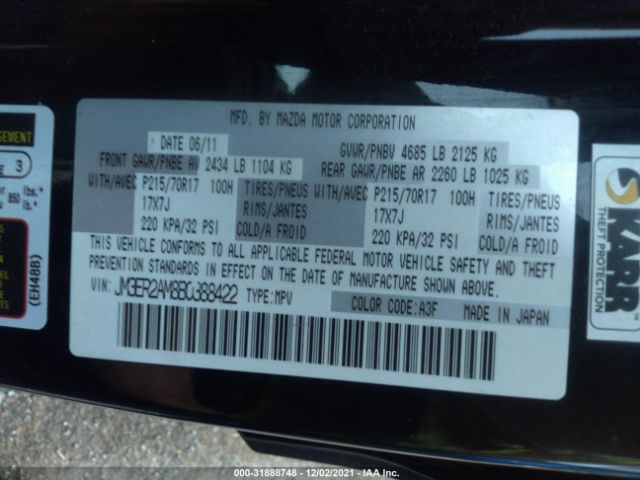 MFD. BY MAZDA MOTOR CORPORATION
DATE 06/11 GVWR/PNBV 4685 LB 2125 KG
FRONT GAWR/PNBE AV 2434 LB 1104 KG REAR GAWR/PNBE AR 2260 LB 1025 KG
WITH/AVEC P215/70R17 100H TIRES/PNEUS WITH/AVEC P215/70R17 100H TIRES/PNEUS
17X7J RIMS/JANTES 17X7J RIMS/JANTES
220 KPA/32 PSI COLD/A FROID 220 KPA/32 PSI COLD/A FROID
THIS VEHICLE CONFORMS TO ALL APPLICABLE FEDERAL MOTOR VEHICLE SAFETY AND THEFT
PREVENTION STANDARDS IN EFFECT ON THE DATE OF MANUFACTURE SHOWN ABOVE.
VIN: JM3ER2AM8B0388422 TYPE:MPV COLOR CODE:A3F MADE IN JAPAN
3
lbs.*
850 lb.*
(EH48B)
KARR
THEFT PROTECTION
000-31888748 - 12/02/2021 - IAA Inc.